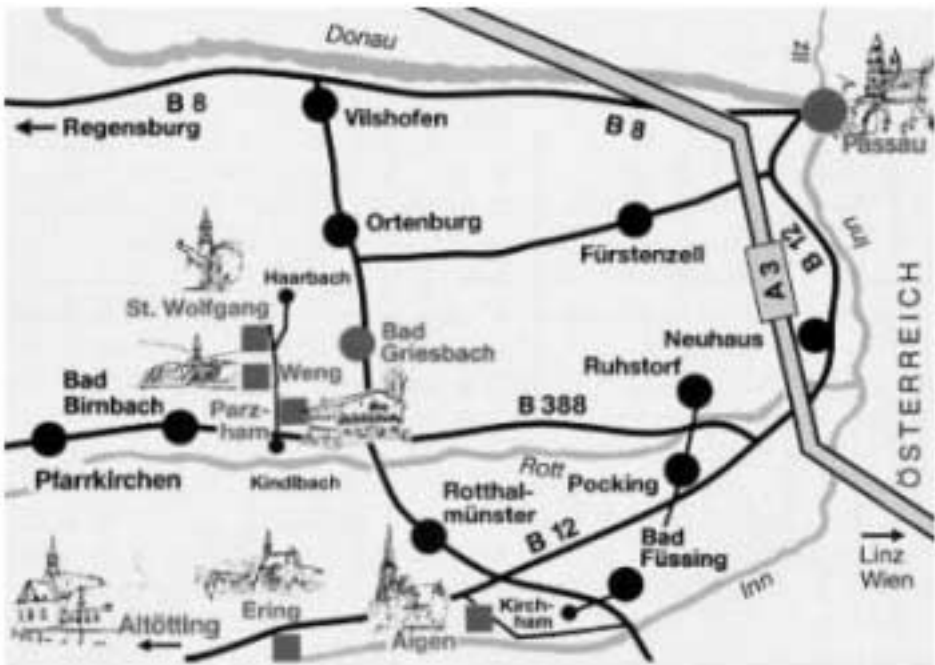 Donau
Ilz
B 8
Vilshofen
B 8
Passau
← Regensburg
Ortenburg
Inn
B 12
Fürstenzell
Haarbach
A 3
ÖSTERREICH
St. Wolfgang
Bad
Griesbach
Neuhaus
Ruhstorf
Weng
Bad
Birnbach
Parz-
ham
B 388
Rott
Pfarrkirchen
Kindlbach
Rotthal-
münster
Pocking
B 12
Bad
Füssing
Linz
Wien
Inn
Ering
Kirch-
ham
Altötting
Aigen